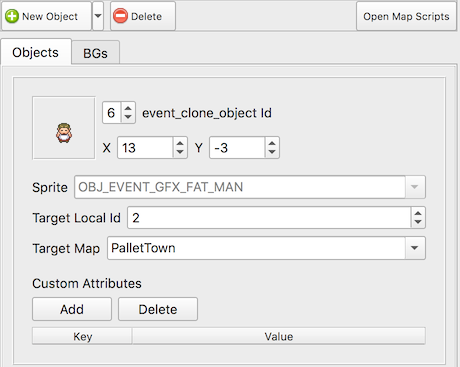 New Object Delete Open Map Scripts
Objects BGs
6 event_clone_object Id
X 13 Y -3
Sprite OBJ_EVENT_GFX_FAT_MAN
Target Local Id 2
Target Map PalletTown
Custom Attributes
Add Delete
Key Value